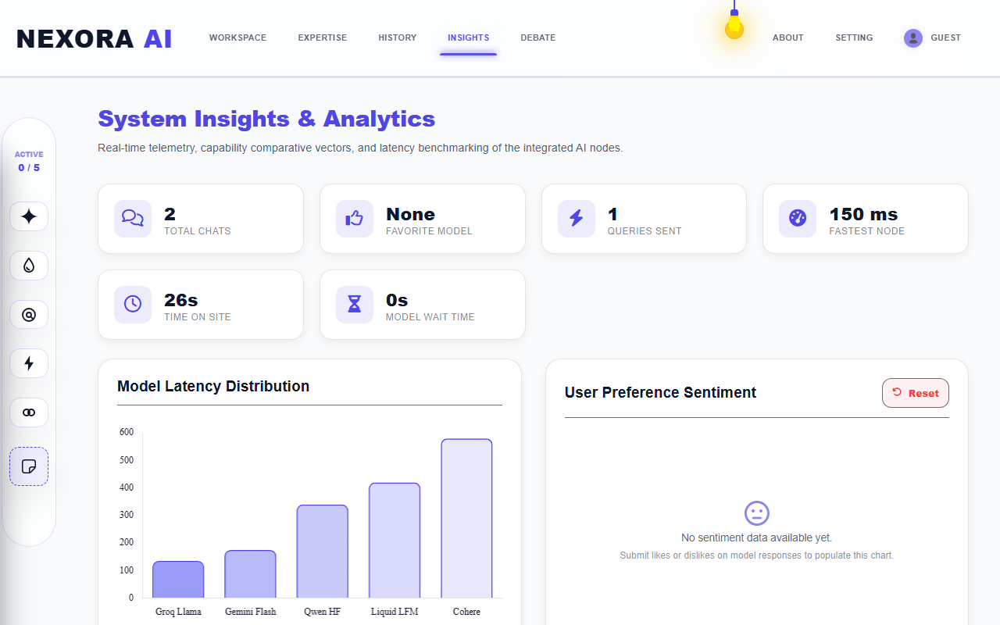 NEXORA AI
WORKSPACE
EXPERTISE
HISTORY
INSIGHTS
DEBATE
ABOUT
SETTING
GUEST
ACTIVE
0 / 5
System Insights & Analytics
Real-time telemetry, capability comparative vectors, and latency benchmarking of the integrated AI nodes.
2
TOTAL CHATS
None
FAVORITE MODEL
1
QUERIES SENT
150 ms
FASTEST NODE
26s
TIME ON SITE
0s
MODEL WAIT TIME
Model Latency Distribution
600
500
400
300
200
100
0
Groq Llama
Gemini Flash
Qwen HF
Liquid LFM
Cohere
User Preference Sentiment
Reset
No sentiment data available yet.
Submit likes or dislikes on model responses to populate this chart.